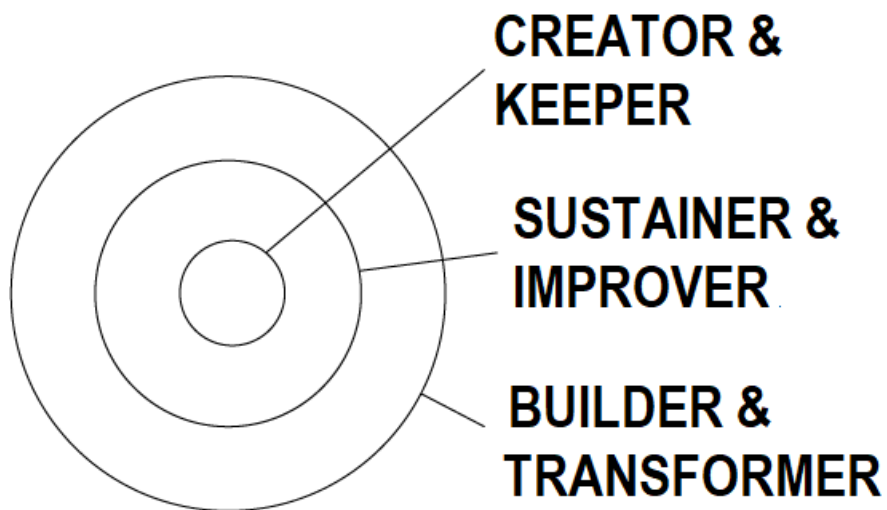 CREATOR &
KEEPER
SUSTAINER &
IMPROVER
BUILDER &
TRANSFORMER